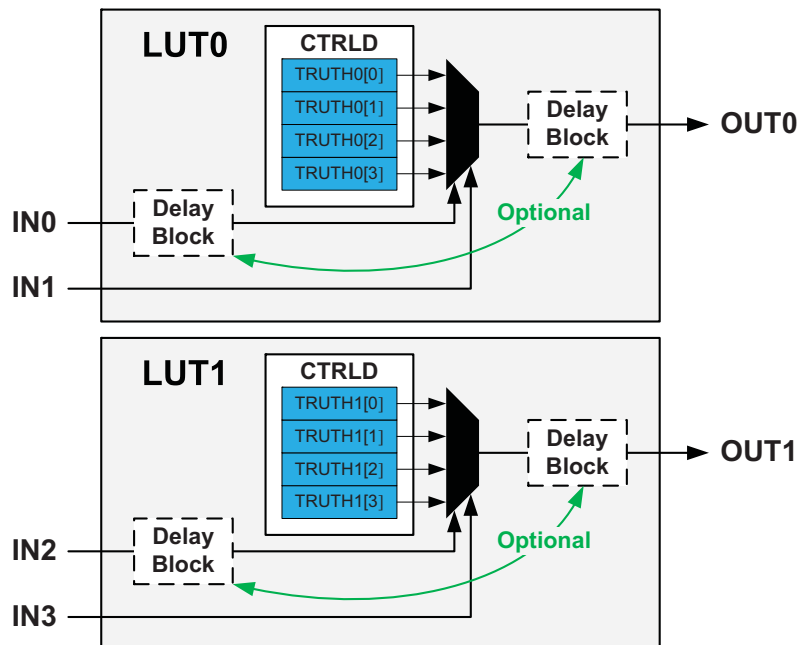 LUT0
CTRLD
TRUTH0[0]
TRUTH0[1]
TRUTH0[2]
TRUTH0[3]
Delay
Block
OUT0
IN0
Delay
Block
Optional
IN1
LUT1
CTRLD
TRUTH1[0]
TRUTH1[1]
TRUTH1[2]
TRUTH1[3]
Delay
Block
OUT1
IN2
Delay
Block
Optional
IN3